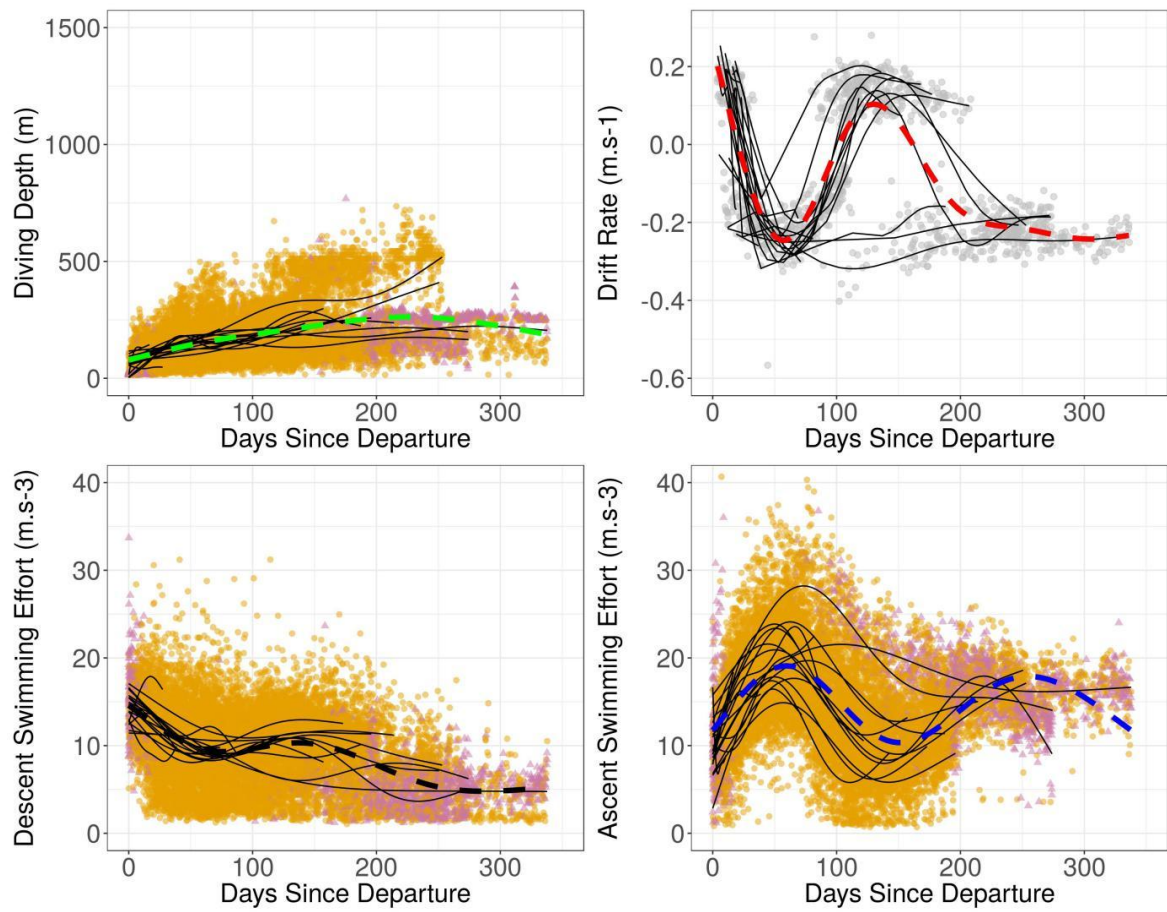 1500
1000
500
0
Diving Depth (m)
0 100 200 300
Days Since Departure
0.2
0.0
-0.2
-0.4
-0.6
Drift Rate (m.s-1)
0 100 200 300
Days Since Departure
40
30
20
10
0
Descent Swimming Effort (m.s-3)
0 100 200 300
Days Since Departure
40
30
20
10
0
Ascent Swimming Effort (m.s-3)
0 100 200 300
Days Since Departure